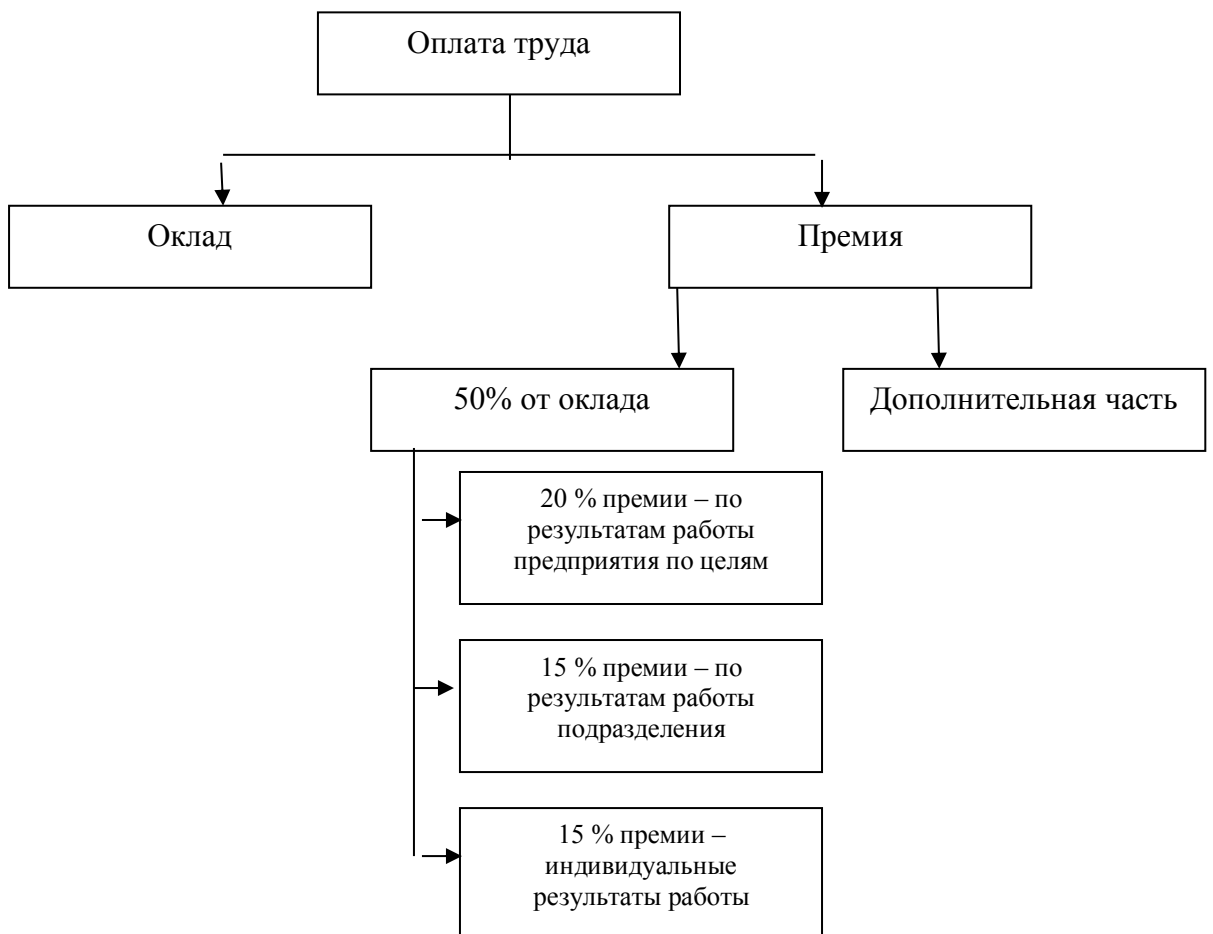 Оплата труда
Оклад
Премия
50% от оклада
Дополнительная часть
20 % премии – по
результатам работы
предприятия по целям
15 % премии – по
результатам работы
подразделения
15 % премии –
индивидуальные
результаты работы